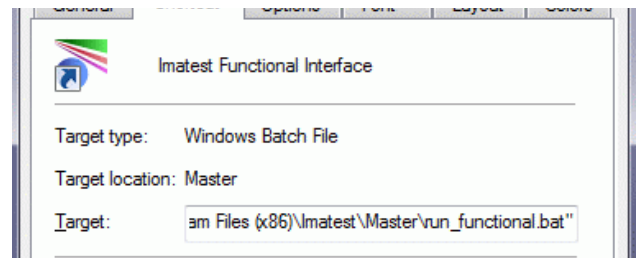 Imatest Functional Interface
Target type: Windows Batch File
Target location: Master
Target: am Files (x86)\Imatest\Master\run_functional.bat"